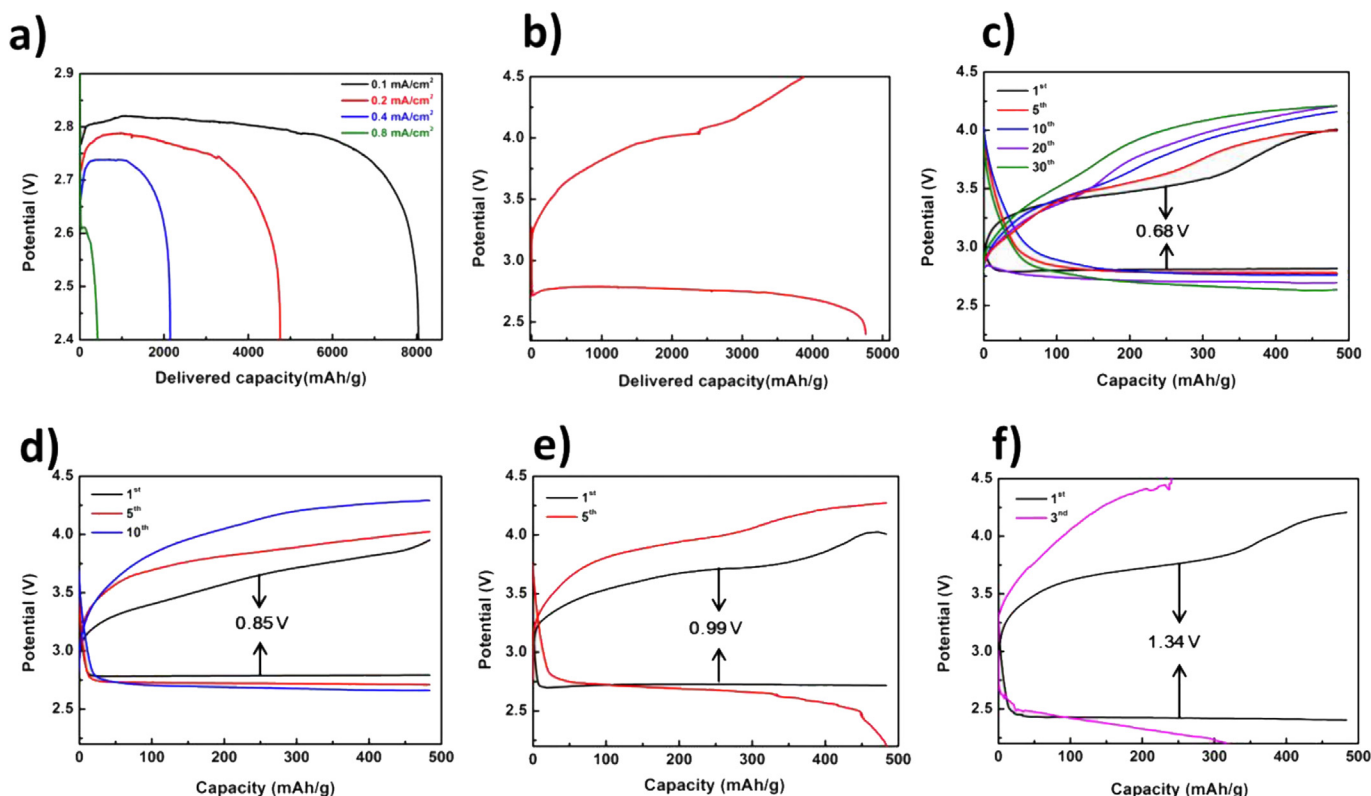 a)
2.9
2.8
2.7
2.6
2.5
2.4
Potential (V)
0.1 mA/cm²
0.2 mA/cm²
0.4 mA/cm²
0.8 mA/cm²
0 2000 4000 6000 8000
Delivered capacity(mAh/g)
b)
4.5
4.0
3.5
3.0
2.5
Potential (V)
0 1000 2000 3000 4000 5000
Delivered capacity(mAh/g)
c)
4.5
4.0
3.5
3.0
2.5
Potential (V)
1st
5th
10th
20th
30th
0.68 V
0 100 200 300 400 500
Capacity (mAh/g)
d)
4.5
4.0
3.5
3.0
2.5
Potential (V)
1st
5th
10th
0.85 V
0 100 200 300 400 500
Capacity (mAh/g)
e)
4.5
4.0
3.5
3.0
2.5
Potential (V)
1st
5th
0.99 V
0 100 200 300 400 500
Capacity (mAh/g)
f)
4.5
4.0
3.5
3.0
2.5
Potential (V)
1st
3nd
1.34 V
0 100 200 300 400 500
Capacity (mAh/g)